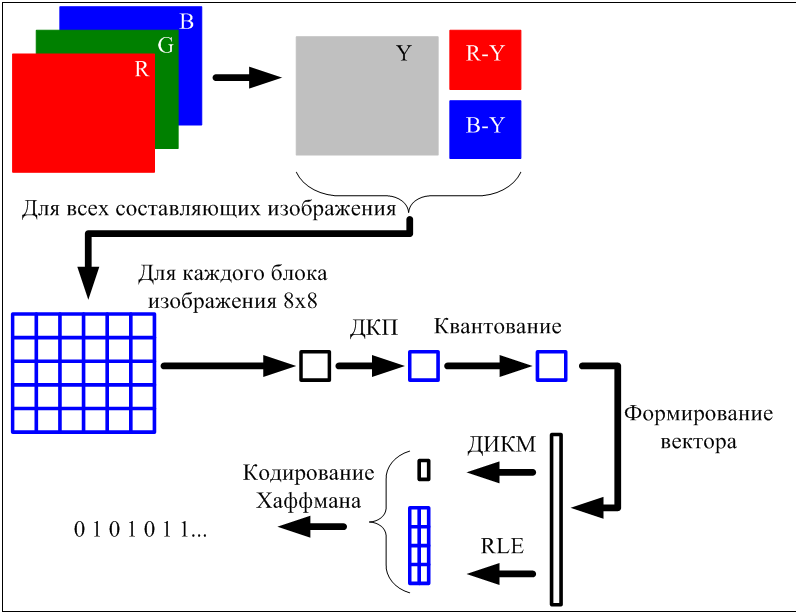 B
G
R
Y
R-Y
B-Y
Для всех составляющих изображения
Для каждого блока
изображения 8х8
ДКП
Квантование
Формирование
вектора
ДИКМ
Кодирование
Хаффмана
0 1 0 1 0 1 1...
RLE